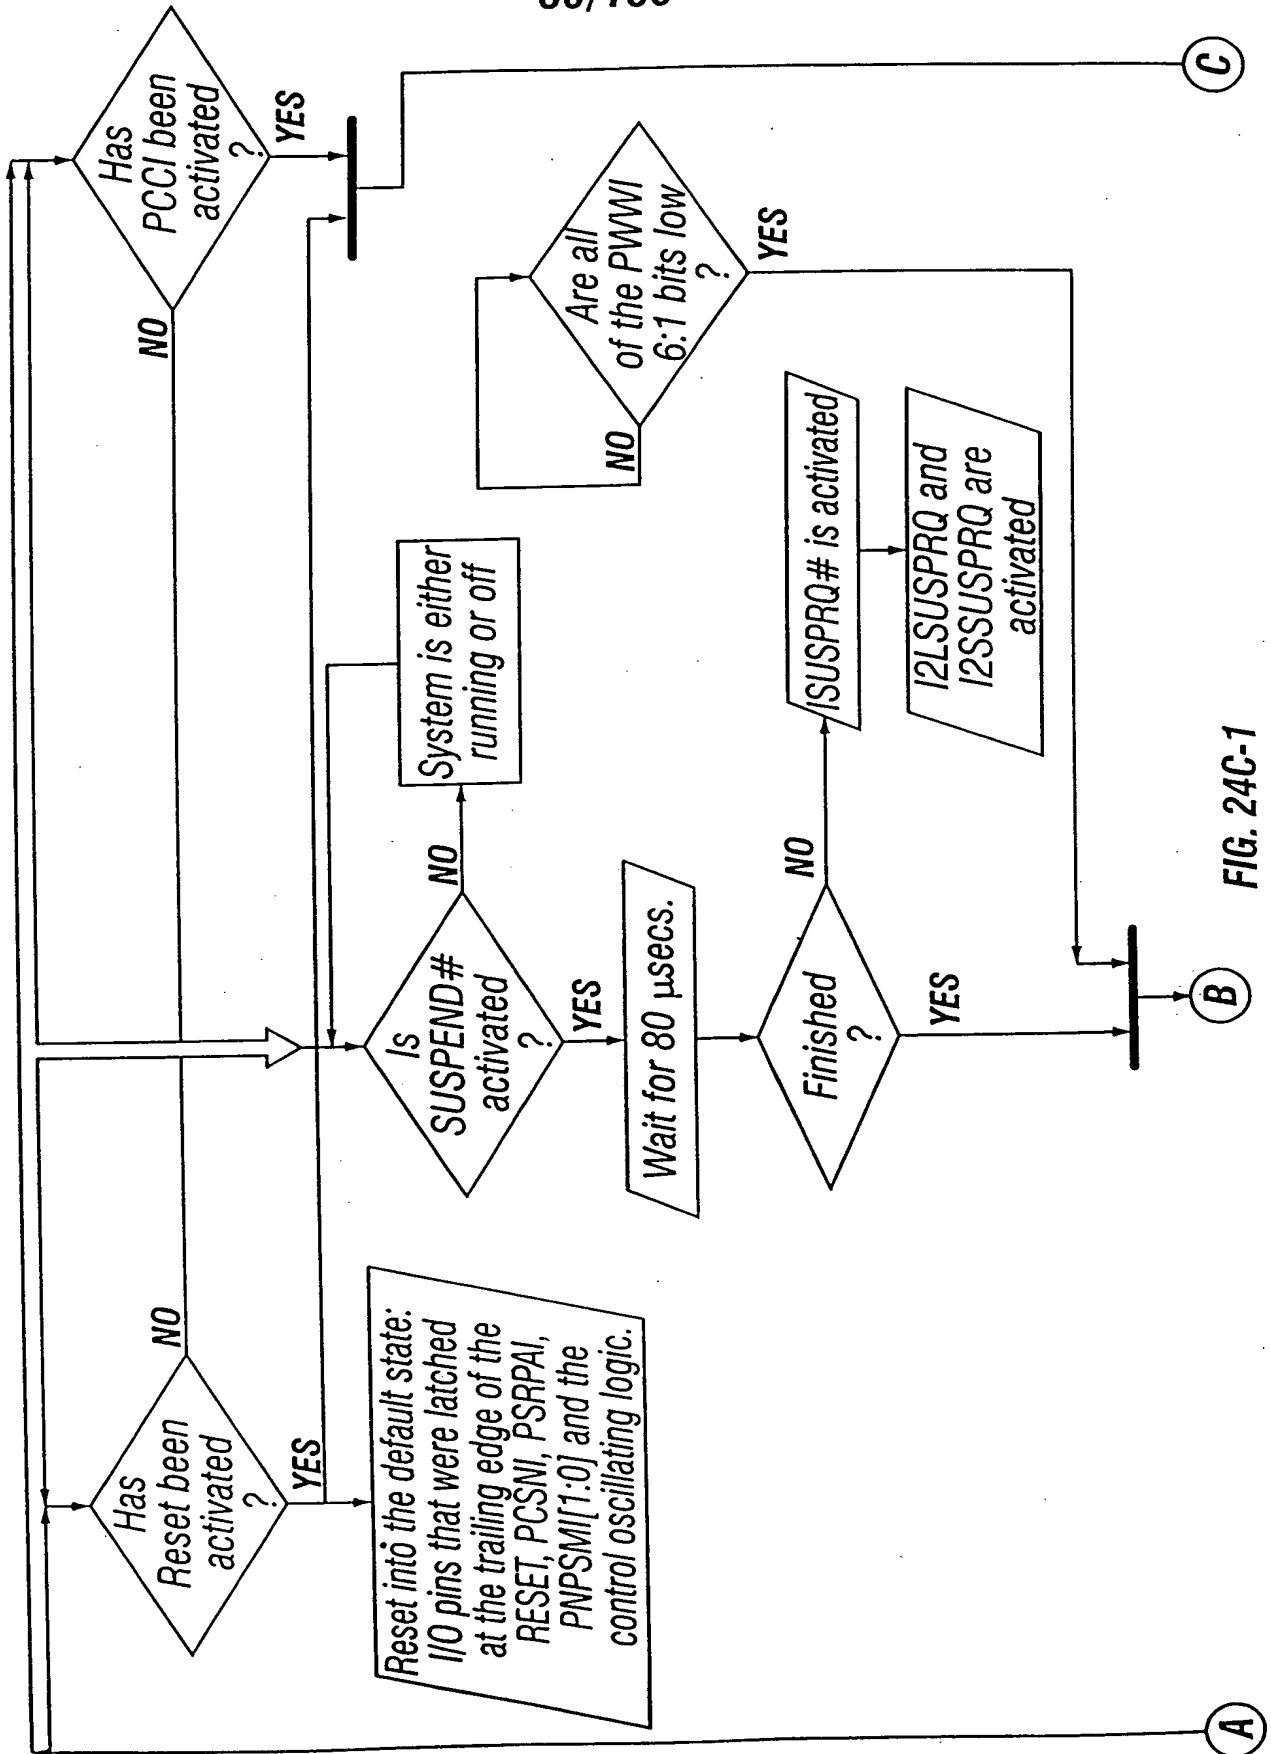 Has
Reset been
activated
?
NO
YES
Reset into the default state:
I/O pins that were latched
at the trailing edge of the
RESET, PCSNI, PSRPAI,
PNPSMI[1:0] and the
control oscillating logic.
Has
PCCI been
activated
?
NO
YES
Is
SUSPEND#
activated
?
NO
System is either
running or off
YES
Wait for 80 μsecs.
Finished
?
NO
ISUSPRQ# is activated
I2LSUSPRQ and
I2SSUSPRQ are
activated
YES
Are all
of the PWWI
6:1 bits low
?
NO
YES
A
B
C
FIG. 24C-1